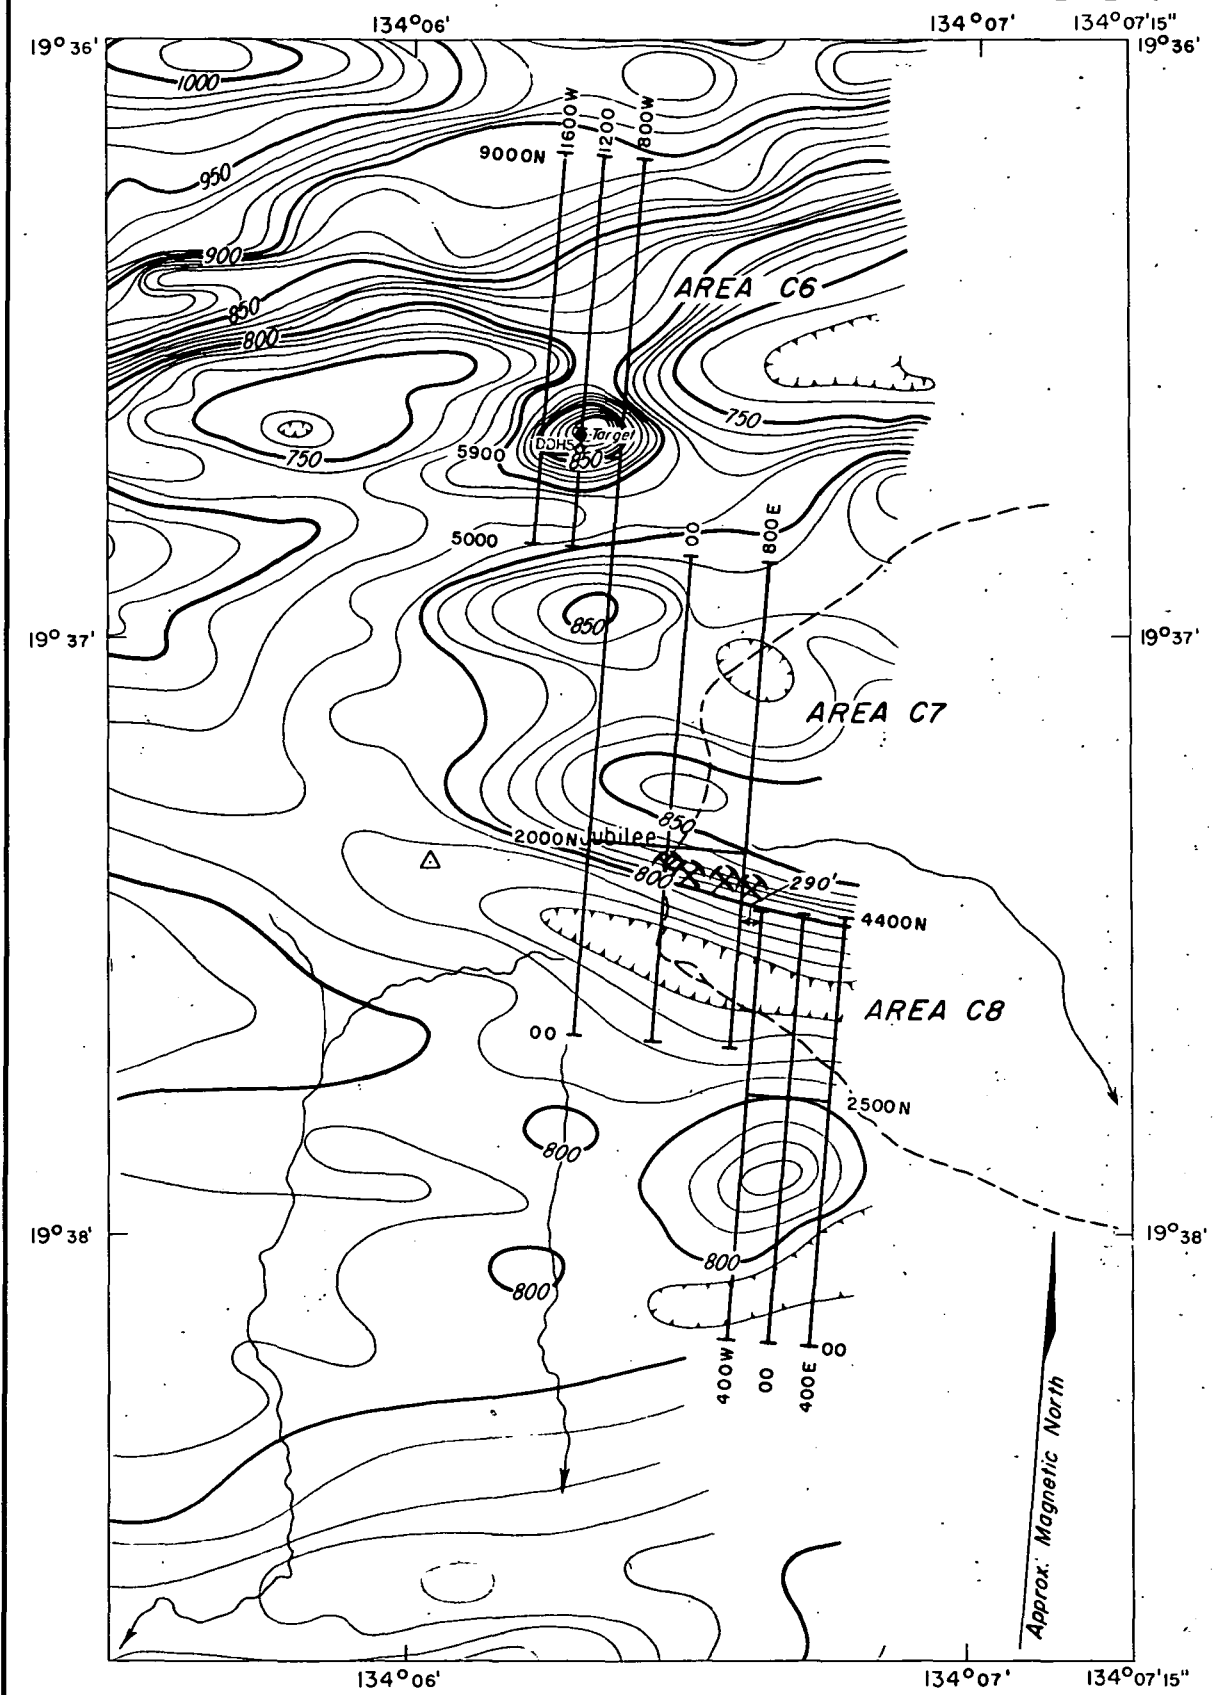 134°06'
134°07'
134°07'15"
19°36'
19°36'
1000
1600W
1200
800W
9000N
950
900
AREA C6
850
800
750
750
DDH5
Target
850
5900
5000
00
800E
850
19°37'
19°37'
AREA C7
850
2000N Jubilee
800
290'
4400N
AREA C8
00
2500N
800
19°38'
19°38'
800
800
400W
00
400E
00
Approx. Magnetic North
134°06'
134°07'
134°07'15"